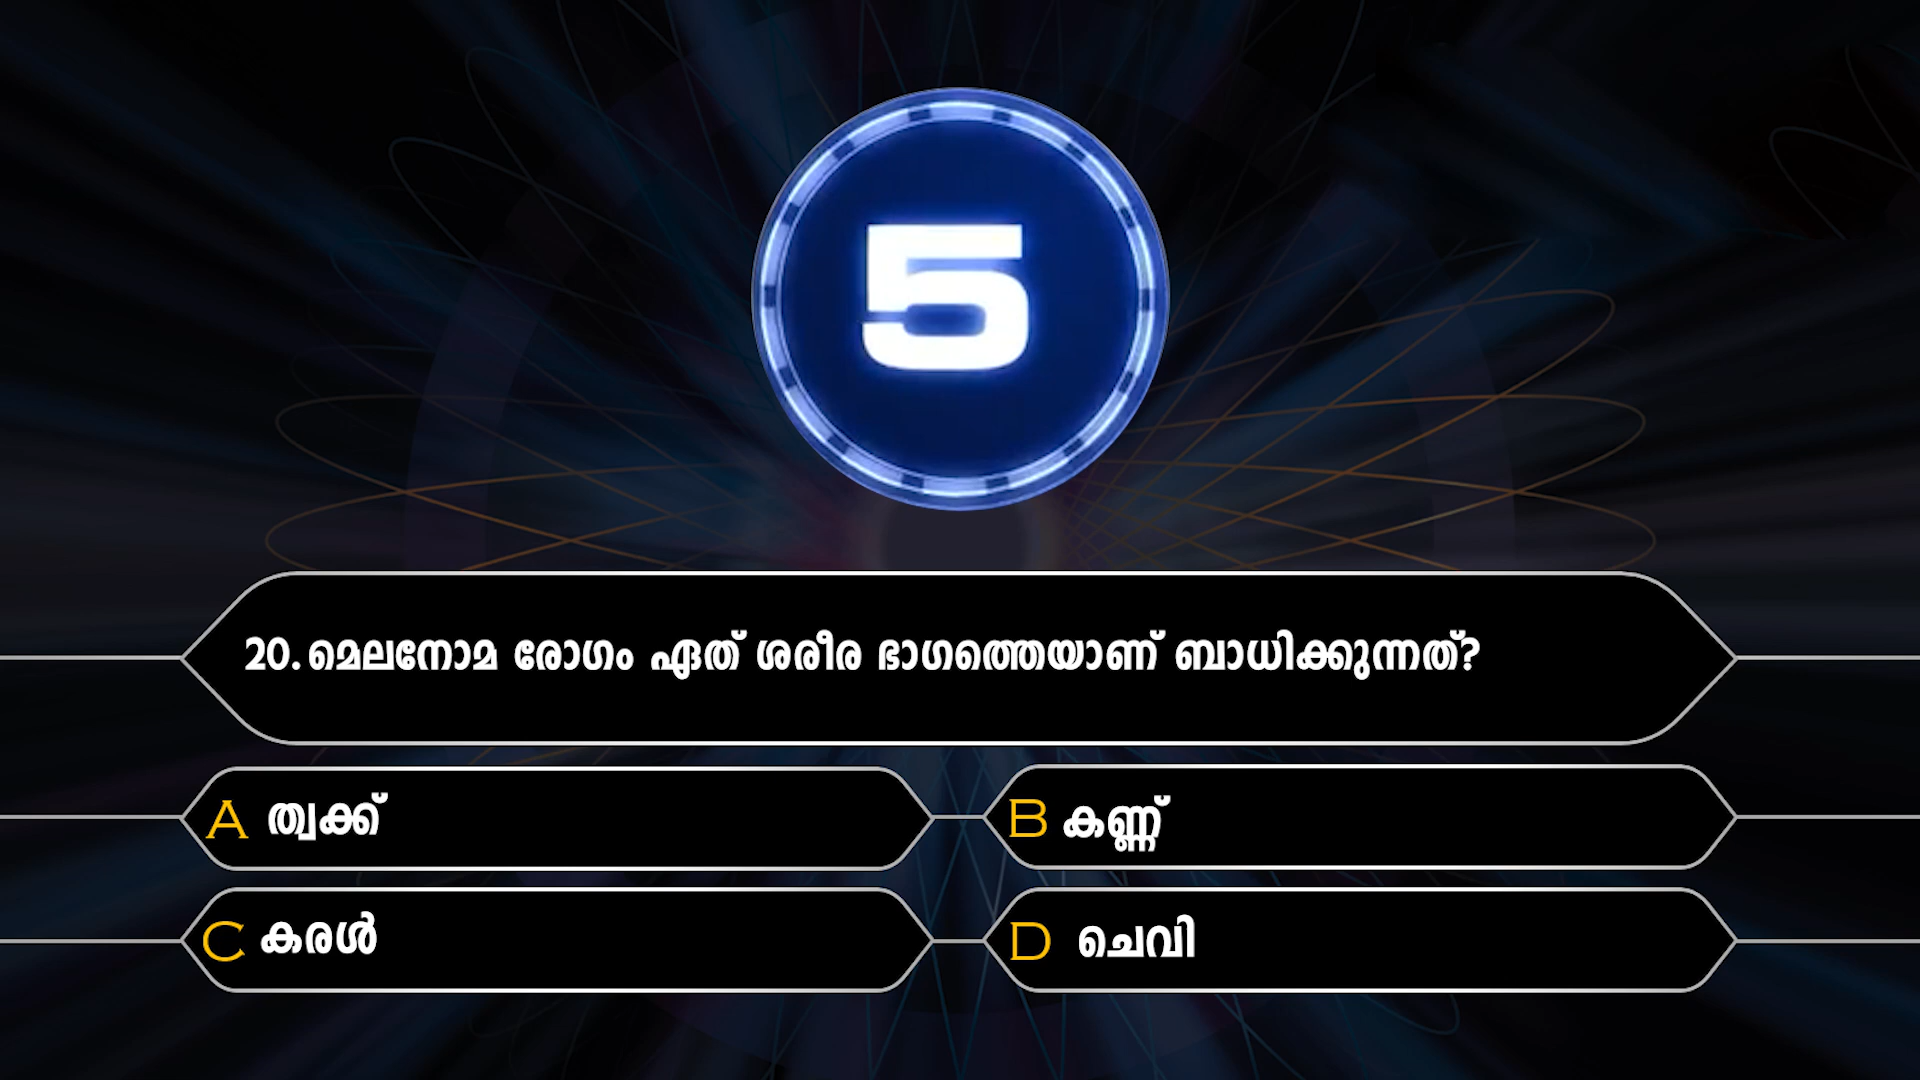 5
20. മെലനോമ രോഗം ഏത് ശരീര ഭാഗത്തെയാണ് ബാധിക്കുന്നത്?
A ത്വക്ക്
B കണ്ണ്
C കരൾ
D ചെവി